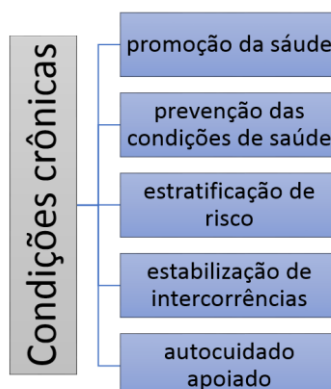 Condições crônicas
promoção da sáude
prevenção das
condições de saúde
estratificação de
risco
estabilização de
intercorrências
autocuidado
apoiado